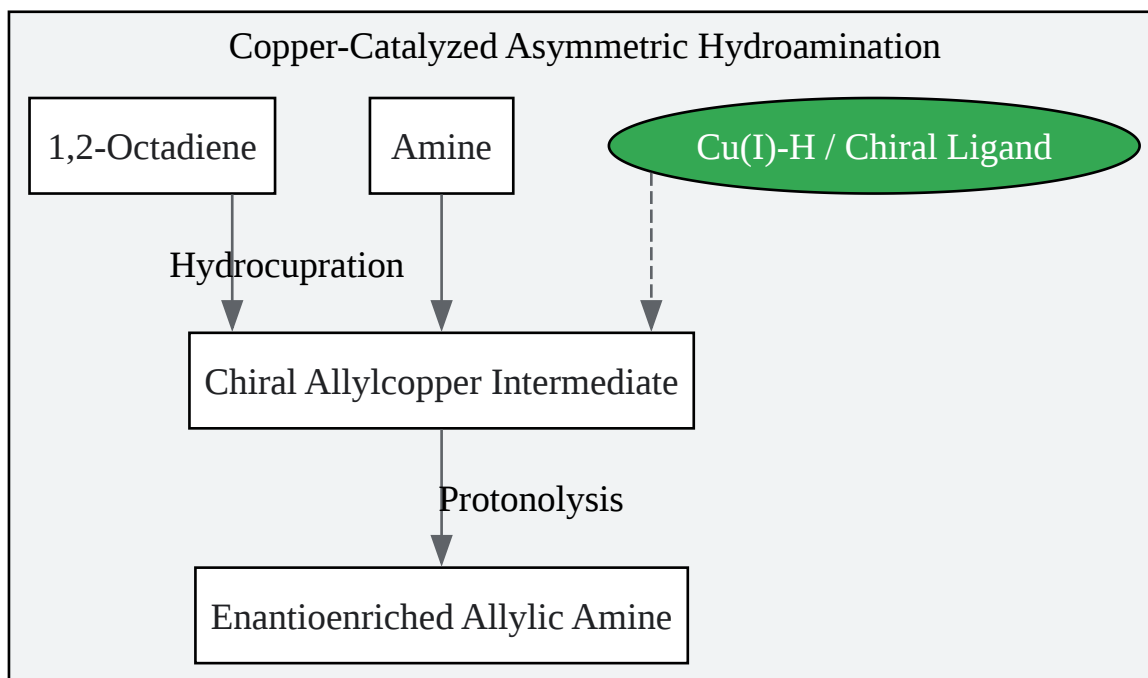 Copper-Catalyzed Asymmetric Hydroamination
1,2-Octadiene
Amine
Cu(I)-H / Chiral Ligand
Hydrocupration
Chiral Allylcopper Intermediate
Protonolysis
Enantioenriched Allylic Amine